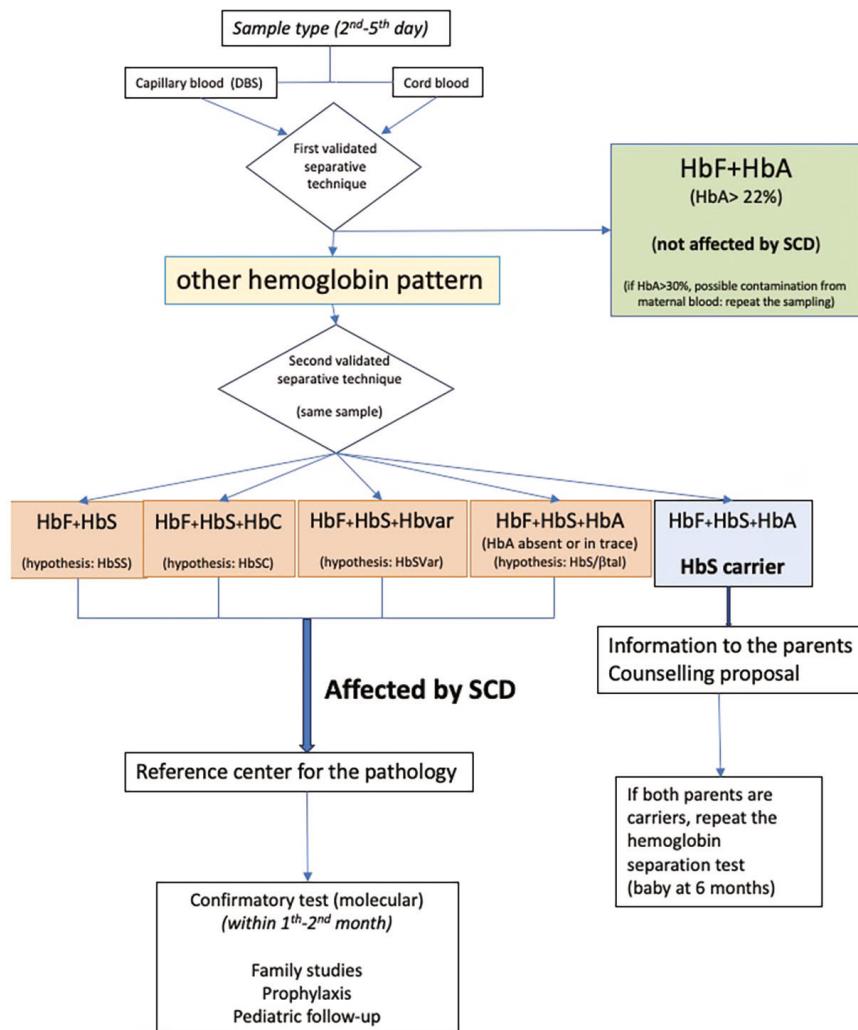 Sample type (2nd-5th day)
Capillary blood (DBS)
Cord blood
First validated
separative
technique
HbF+HbA
(HbA> 22%)
(not affected by SCD)
(if HbA>30%, possible contamination from
maternal blood: repeat the sampling)
other hemoglobin pattern
Second validated
separative technique
(same sample)
HbF+HbS
(hypothesis: HbSS)
HbF+HbS+HbC
(hypothesis: HbSC)
HbF+HbS+Hbvar
(hypothesis: HbSVar)
HbF+HbS+HbA
(HbA absent or in trace)
(hypothesis: HbS/βtal)
HbF+HbS+HbA
HbS carrier
Affected by SCD
Information to the parents
Counselling proposal
Reference center for the pathology
If both parents are
carriers, repeat the
hemoglobin
separation test
(baby at 6 months)
Confirmatory test (molecular)
(within 1th-2nd month)
Family studies
Prophylaxis
Pediatric follow-up